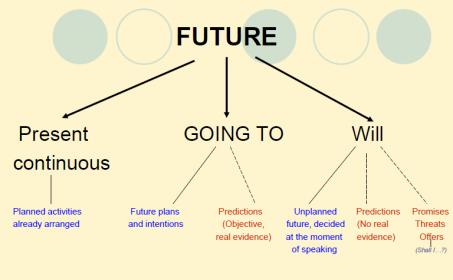 FUTURE
Present
continuous
GOING TO
Will
Planned activities
already arranged
Future plans
and intentions
Predictions
(Objective,
real evidence)
Unplanned
future, decided
at the moment
of speaking
Predictions
(No real
evidence)
Promises
Threats
Offers
(Shall I...?)